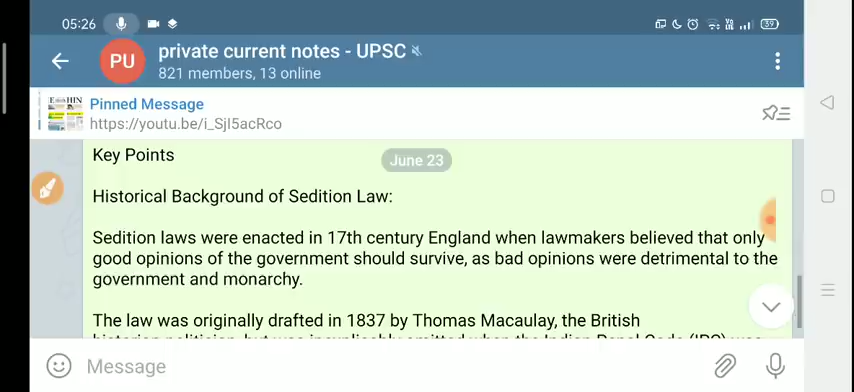 05:26
39
private current notes - UPSC
PU
821 members, 13 online
Pinned Message
https://youtu.be/i_SjI5acRco
Key Points
June 23
Historical Background of Sedition Law:
Sedition laws were enacted in 17th century England when lawmakers believed that only
good opinions of the government should survive, as bad opinions were detrimental to the
government and monarchy.
The law was originally drafted in 1837 by Thomas Macaulay, the British
Message